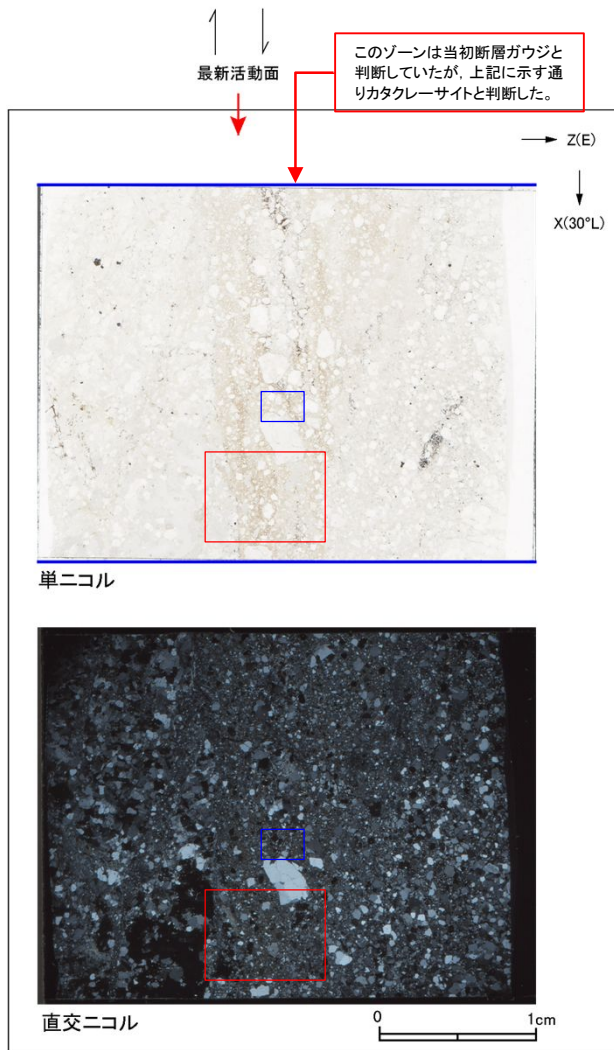 最新活動面
このゾーンは当初断層ガウジと
判断していたが，上記に示す通
りカタクレーサイトと判断した。
Z(E)
X(30°L)
単ニコル
直交ニコル
0 1cm